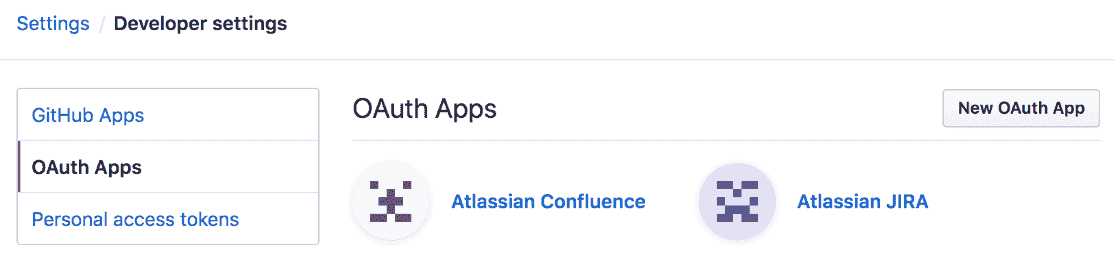 Settings / Developer settings
GitHub Apps
OAuth Apps
Personal access tokens
OAuth Apps
New OAuth App
Atlassian Confluence
Atlassian JIRA